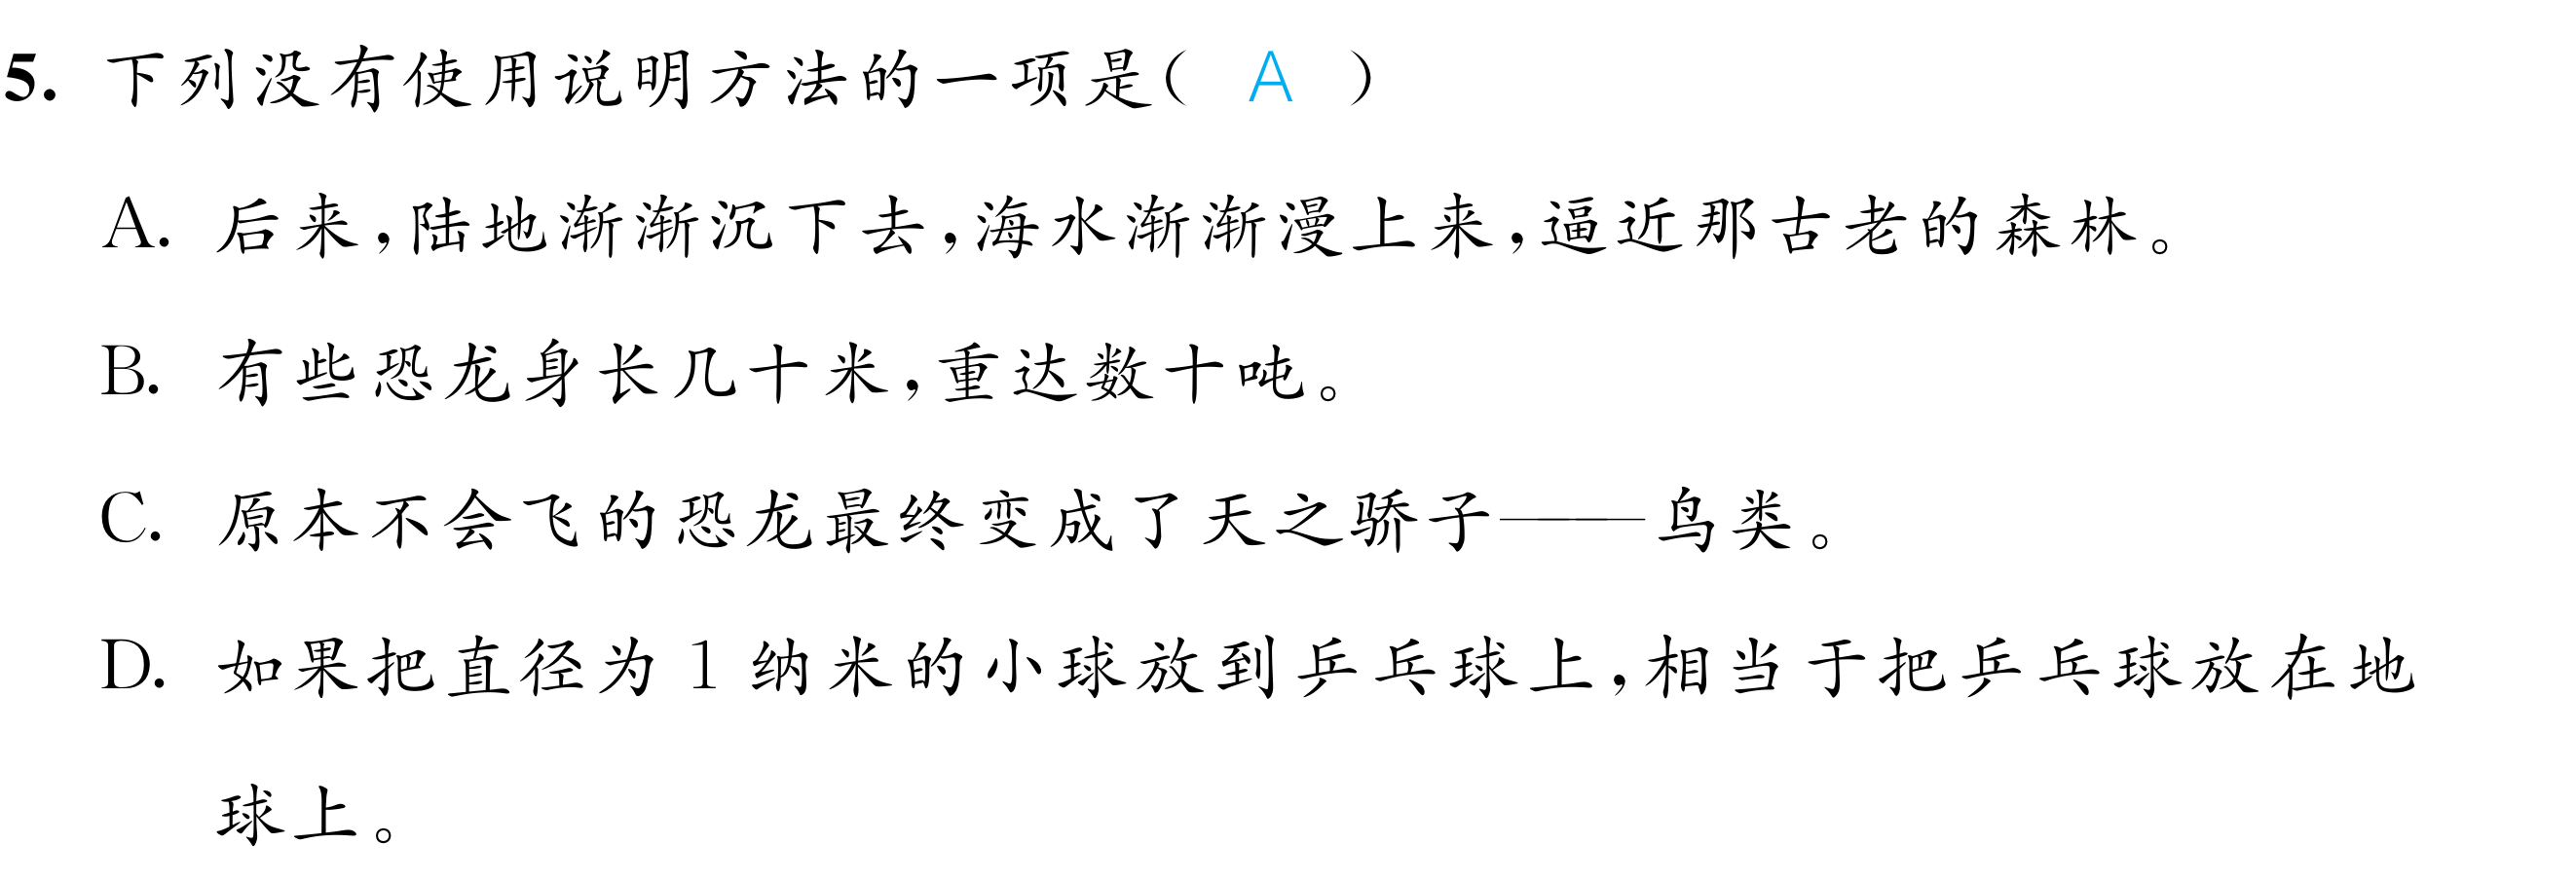 5. 下列没有使用说明方法的一项是( A )
A. 后来,陆地渐渐沉下去,海水渐渐漫上来,逼近那古老的森林。
B. 有些恐龙身长几十米,重达数十吨。
C. 原本不会飞的恐龙最终变成了天之骄子——鸟类。
D. 如果把直径为 1 纳米的小球放到乒乓球上,相当于把乒乓球放在地
球上。